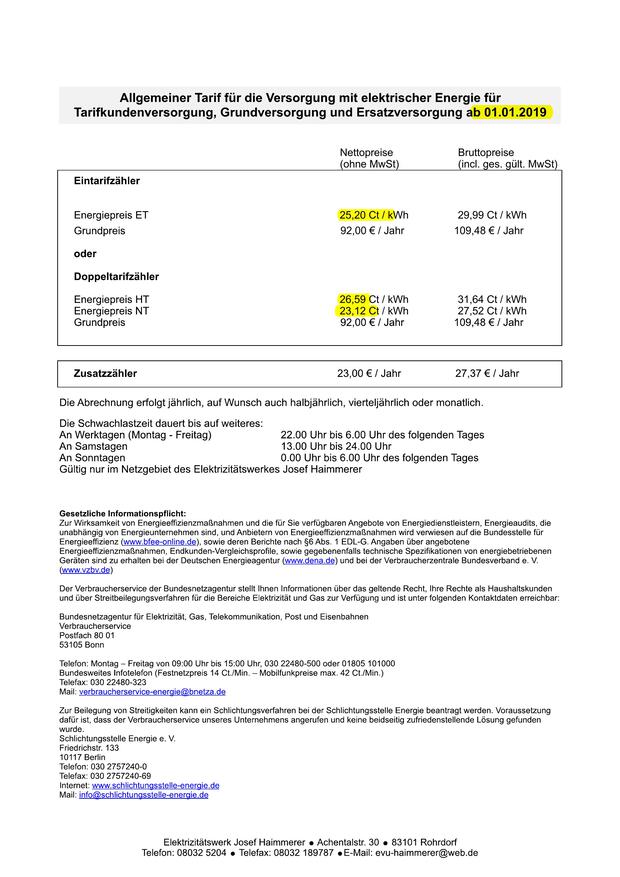 Allgemeiner Tarif für die Versorgung mit elektrischer Energie für
Tarifkundenversorgung, Grundversorgung und Ersatzversorgung ab 01.01.2019
Nettopreise Bruttopreise
(ohne MwSt) (incl. ges. gült. MwSt)
Eintarifzähler
Energiepreis ET 25,20 Ct / kWh 29,99 Ct / kWh
Grundpreis 92,00 € / Jahr 109,48 € / Jahr
oder
Doppeltarifzähler
Energiepreis HT 26,59 Ct / kWh 31,64 Ct / kWh
Energiepreis NT 23,12 Ct / kWh 27,52 Ct / kWh
Grundpreis 92,00 € / Jahr 109,48 € / Jahr
Zusatzzähler 23,00 € / Jahr 27,37 € / Jahr
Die Abrechnung erfolgt jährlich, auf Wunsch auch halbjährlich, vierteljährlich oder monatlich.
Die Schwachlastzeit dauert bis auf weiteres:
An Werktagen (Montag - Freitag) 22.00 Uhr bis 6.00 Uhr des folgenden Tages
An Samstagen 13.00 Uhr bis 24.00 Uhr
An Sonntagen 0.00 Uhr bis 6.00 Uhr des folgenden Tages
Gültig nur im Netzgebiet des Elektrizitätswerkes Josef Haimmerer
Gesetzliche Informationspflicht:
Zur Wirksamkeit von Energieeffizienzmaßnahmen und die für Sie verfügbaren Angebote von Energiedienstleistern, Energieaudits, die
unabhängig von Energieunternehmen sind, und Anbietern von Energieeffizienzmaßnahmen wird verwiesen auf die Bundesstelle für
Energieeffizienz (www.bfee-online.de), sowie deren Berichte nach §6 Abs. 1 EDL-G. Angaben über angebotene
Energieeffizienzmaßnahmen, Endkunden-Vergleichsprofile, sowie gegebenenfalls technische Spezifikationen von energiebetriebenen
Geräten sind zu erhalten bei der Deutschen Energieagentur (www.dena.de) und bei der Verbraucherzentrale Bundesverband e. V.
(www.vzbv.de)
Der Verbraucherservice der Bundesnetzagentur stellt Ihnen Informationen über das geltende Recht, Ihre Rechte als Haushaltskunden
und über Streitbeilegungsverfahren für die Bereiche Elektrizität und Gas zur Verfügung und ist unter folgenden Kontaktdaten erreichbar:
Bundesnetzagentur für Elektrizität, Gas, Telekommunikation, Post und Eisenbahnen
Verbraucherservice
Postfach 80 01
53105 Bonn
Telefon: Montag – Freitag von 09:00 Uhr bis 15:00 Uhr, 030 22480-500 oder 01805 101000
Bundesweites Infotelefon (Festnetzpreis 14 Ct./Min. – Mobilfunkpreise max. 42 Ct./Min.)
Telefax: 030 22480-323
Mail: verbraucherservice-energie@bnetza.de
Zur Beilegung von Streitigkeiten kann ein Schlichtungsverfahren bei der Schlichtungsstelle Energie beantragt werden. Voraussetzung
dafür ist, dass der Verbraucherservice unseres Unternehmens angerufen und keine beidseitig zufriedenstellende Lösung gefunden
wurde.
Schlichtungsstelle Energie e. V.
Friedrichstr. 133
10117 Berlin
Telefon: 030 2757240-0
Telefax: 030 2757240-69
Internet: www.schlichtungsstelle-energie.de
Mail: info@schlichtungsstelle-energie.de
Elektrizitätswerk Josef Haimmerer ● Achentalstr. 30 ● 83101 Rohrdorf
Telefon: 08032 5204 ● Telefax: 08032 189787 ●E-Mail: evu-haimmerer@web.de